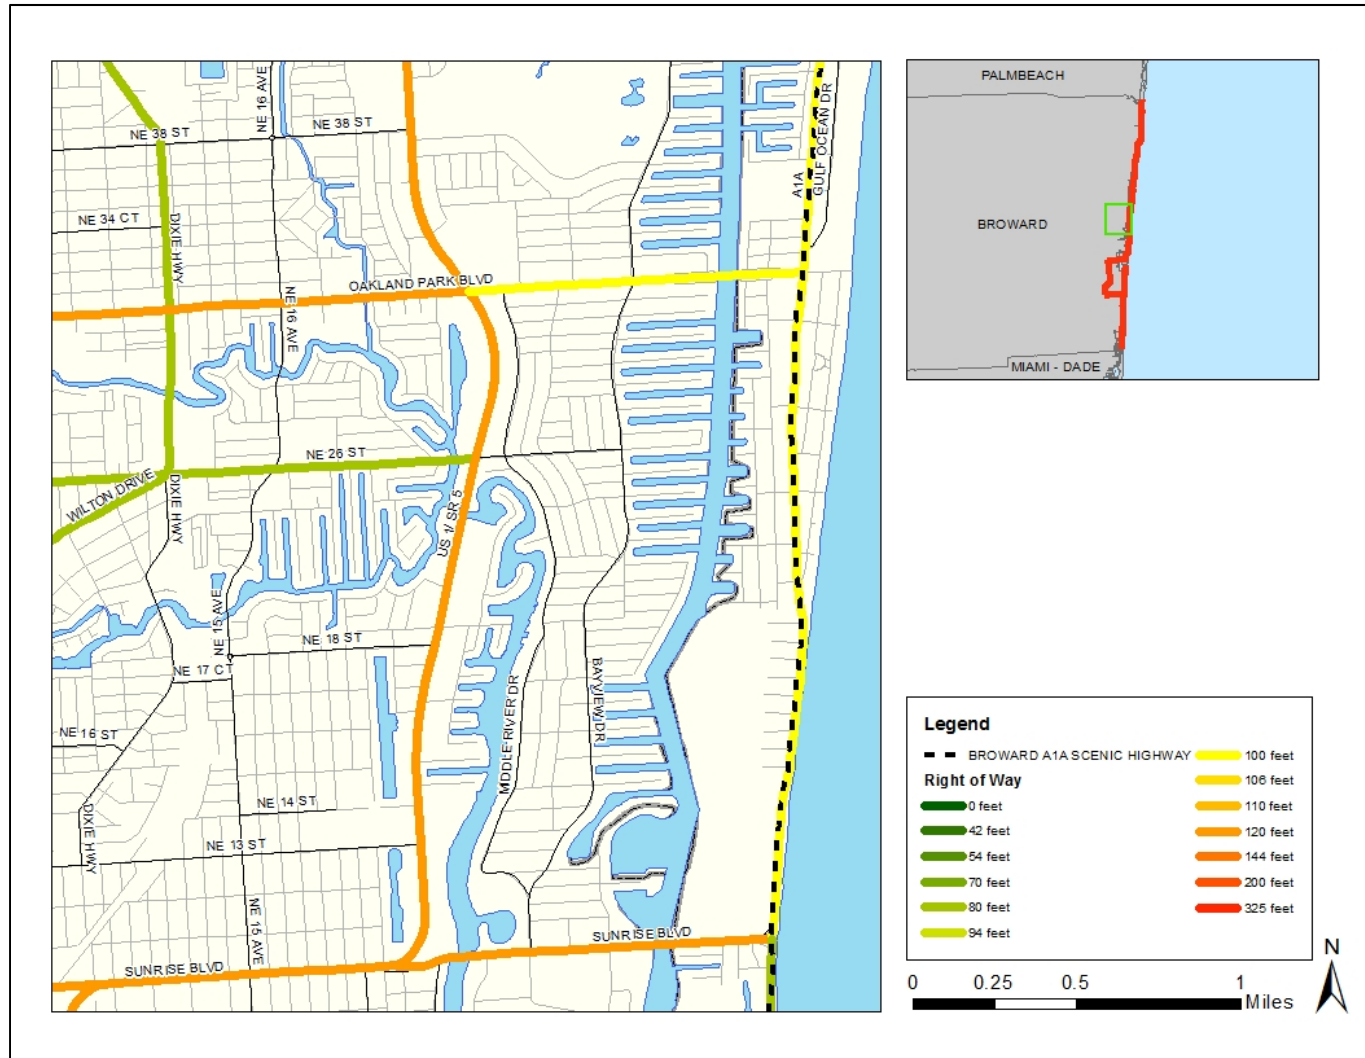 NE 38 ST
NE 16 AVE
NE 38 ST
A1A
GULF OCEAN DR
NE 34 CT
DIXIE HWY
OAKLAND PARK BLVD
NE 16 AVE
NE 26 ST
WILTON DRIVE
DIXIE HWY
US 1/ SR 5
NE 15 AVE
NE 18 ST
NE 17 CT
BAYVIEW DR
MIDDLE RIVER DR
NE 16 ST
NE 14 ST
DIXIE HWY
NE 13 ST
NE 15 AVE
SUNRISE BLVD
SUNRISE BLVD
PALMBEACH
BROWARD
MIAMI - DADE
Legend
BROWARD A1A SCENIC HIGHWAY
Right of Way
0 feet
42 feet
54 feet
70 feet
80 feet
94 feet
100 feet
106 feet
110 feet
120 feet
144 feet
200 feet
325 feet
N
0 0.25 0.5 1
Miles